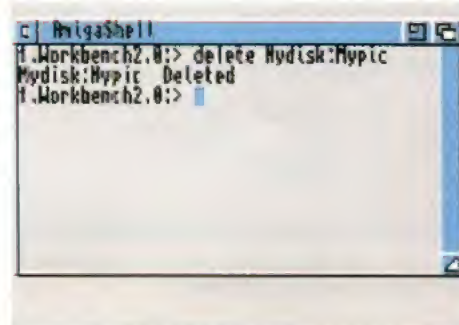 AmigaShell
1.Workbench2.0:> delete Mydisk:Mypic
Mydisk:Mypic Deleted
1.Workbench2.0:>